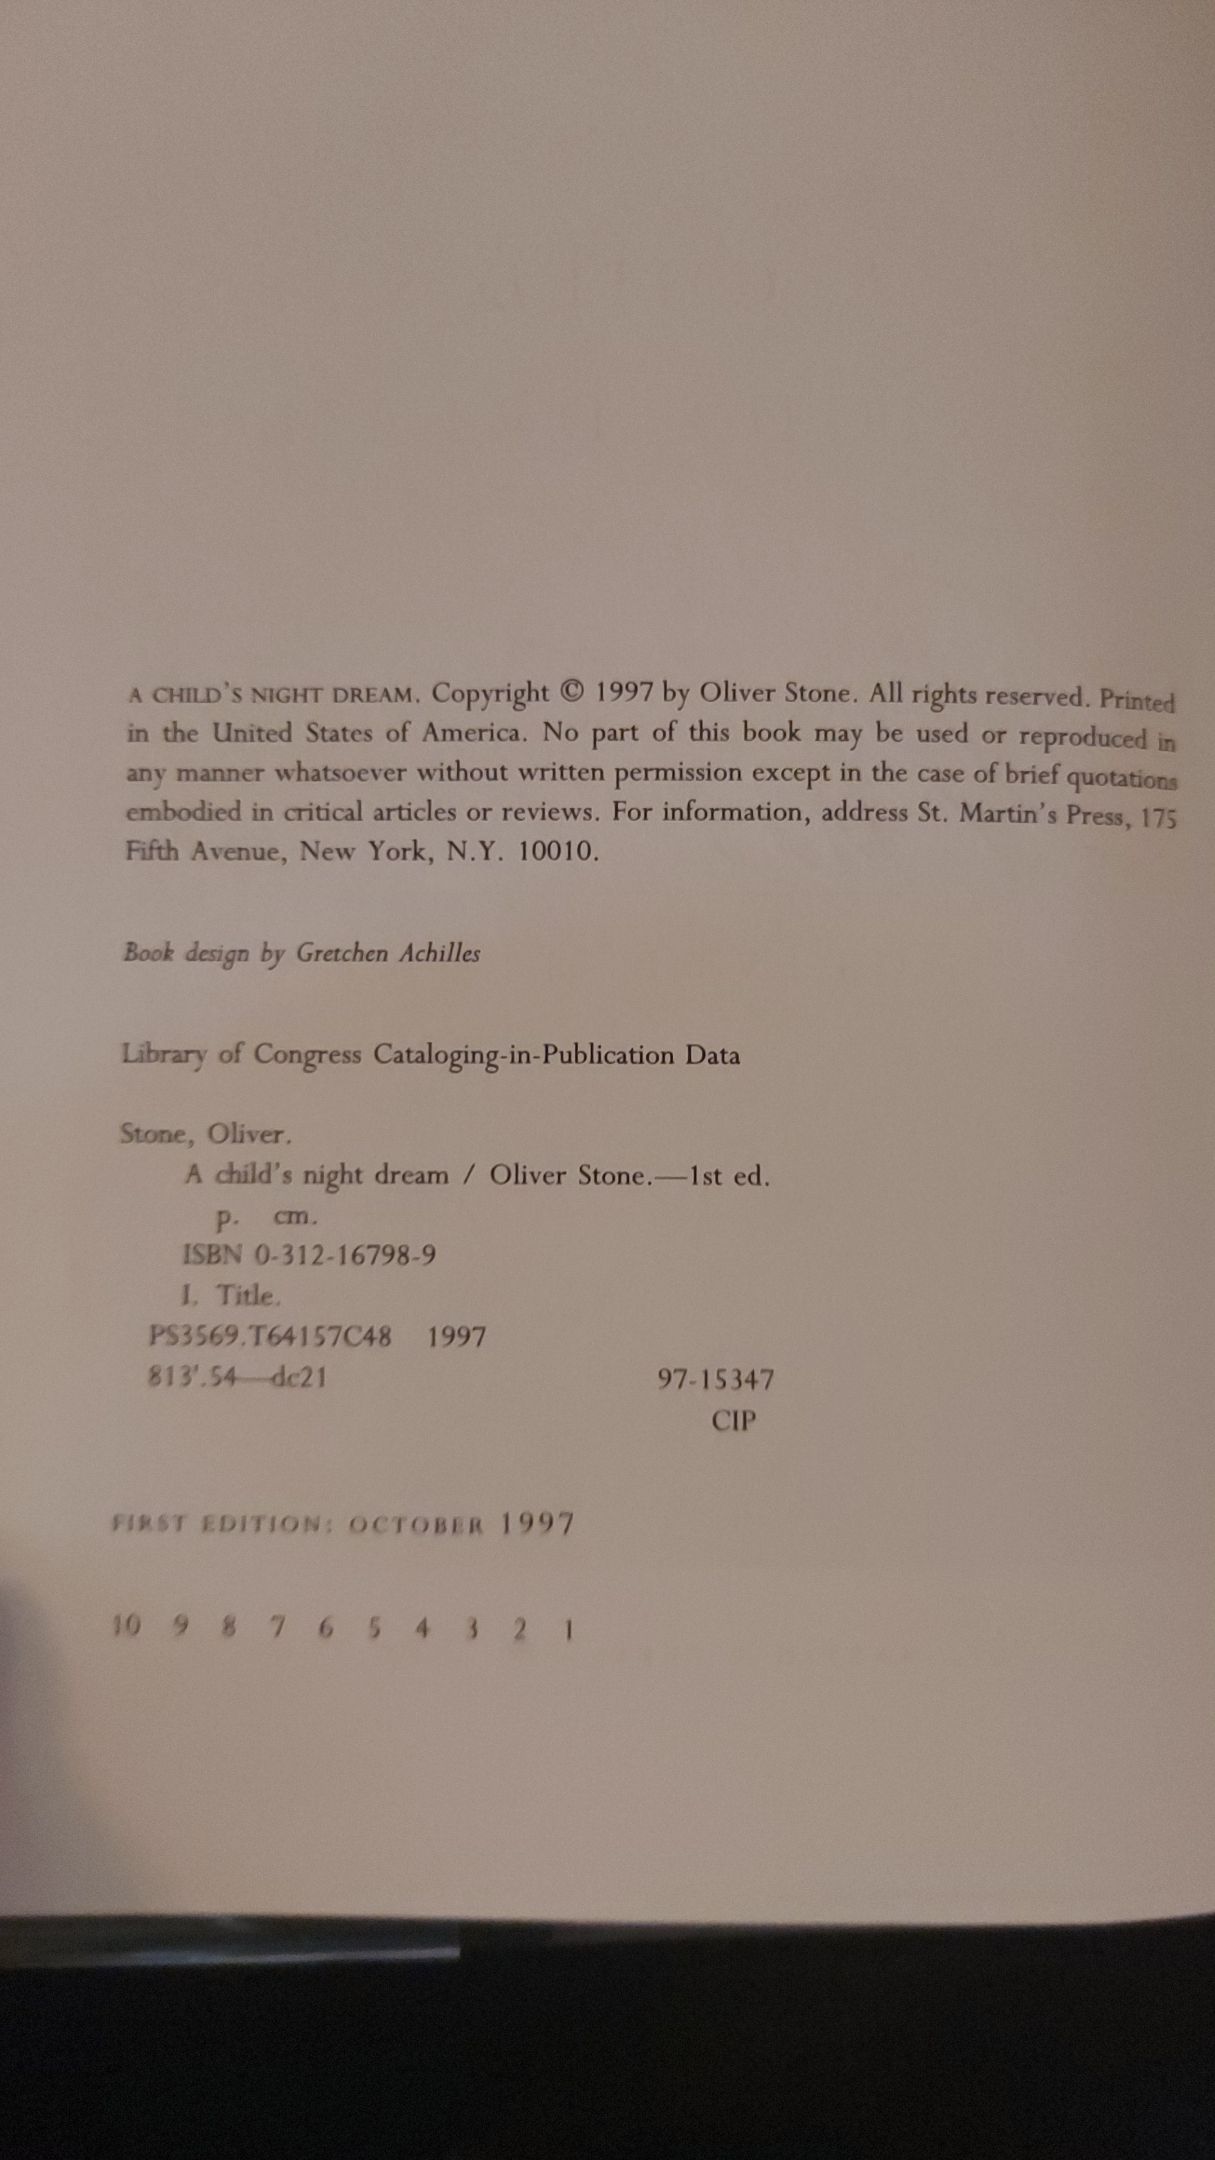 A CHILD'S NIGHT DREAM. Copyright © 1997 by Oliver Stone. All rights reserved. Printed
in the United States of America. No part of this book may be used or reproduced in
any manner whatsoever without written permission except in the case of brief quotations
embodied in critical articles or reviews. For information, address St. Martin's Press, 175
Fifth Avenue, New York, N.Y. 10010.
Book design by Gretchen Achilles
Library of Congress Cataloging-in-Publication Data
Stone, Oliver.
A child's night dream / Oliver Stone.—1st ed.
p. cm.
ISBN 0-312-16798-9
I. Title.
PS3569.T64157C48 1997
813'.54—dc21 97-15347
CIP
FIRST EDITION: OCTOBER 1997
10 9 8 7 6 5 4 3 2 1